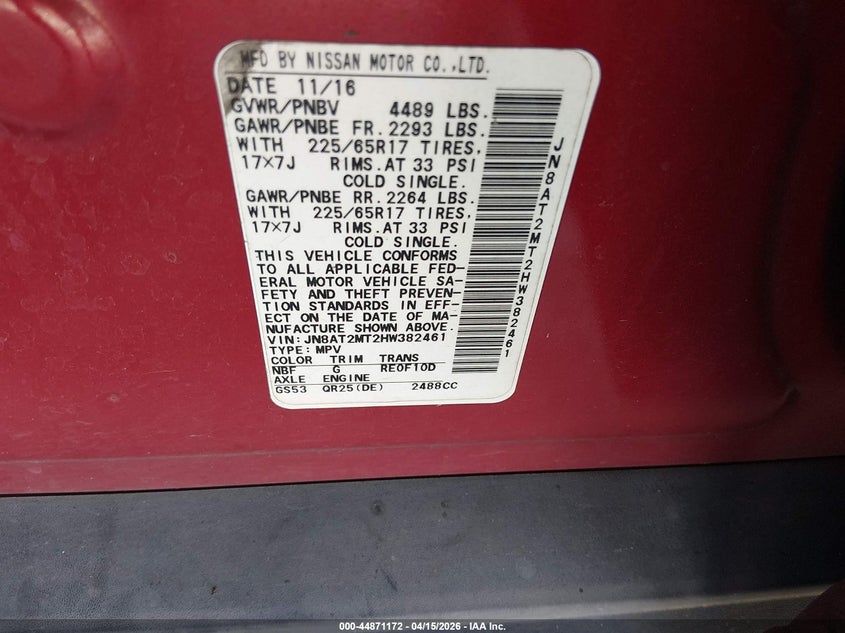 MFD BY NISSAN MOTOR CO.,LTD.
DATE 11/16
GVWR/PNBV 4489 LBS.
GAWR/PNBE FR. 2293 LBS.
WITH 225/65R17 TIRES.
17×7J RIMS.AT 33 PSI
COLD SINGLE.
GAWR/PNBE RR. 2264 LBS.
WITH 225/65R17 TIRES.
17×7J RIMS.AT 33 PSI
COLD SINGLE.
THIS VEHICLE CONFORMS
TO ALL APPLICABLE FED-
ERAL MOTOR VEHICLE SA-
FETY AND THEFT PREVEN-
TION STANDARDS IN EFF-
ECT ON THE DATE OF MA-
NUFACTURE SHOWN ABOVE.
VIN:JN8AT2MT2HW382461
TYPE:MPV
COLOR TRIM TRANS
NBF G RE0F10D
AXLE ENGINE
GS53 QR25(DE) 2488CC
JN8AT2MT2HW382461
000-44871172 04/15/2026 - IAA Inc.